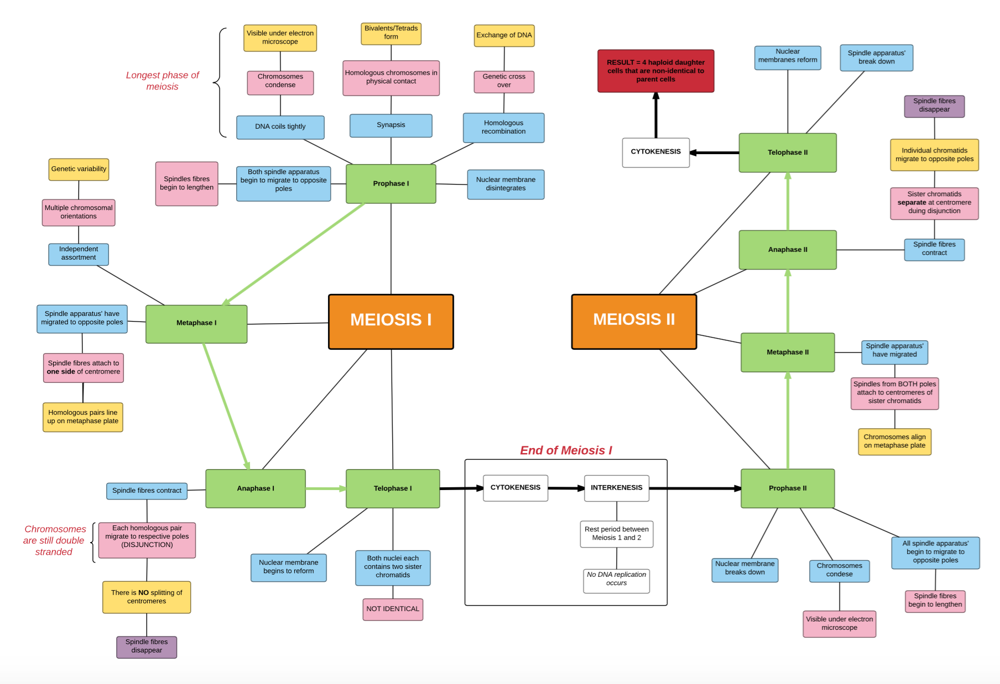 Longest phase of
meiosis
Visible under electron
microscope
Chromosomes
condense
DNA coils tightly
Bivalents/Tetrads
form
Homologous chromosomes in
physical contact
Synapsis
Exchange of DNA
Genetic cross
over
Homologous
recombination
Spindles fibres
begin to lengthen
Both spindle apparatus
begin to migrate to opposite
poles
Prophase I
Nuclear membrane
disintegrates
Genetic variability
Multiple chromosomal
orientations
Independent
assortment
Spindle apparatus' have
migrated to opposite poles
Metaphase I
Spindle fibres attach to
one side of centromere
Homologous pairs line
up on metaphase plate
MEIOSIS I
Spindle fibres contract
Anaphase I
Chromosomes
are still double
stranded
Each homologous pair
migrate to respective poles
(DISJUNCTION)
There is NO splitting of
centromeres
Spindle fibres
disappear
Telophase I
Nuclear membrane
begins to reform
Both nuclei each
contains two sister
chromatids
NOT IDENTICAL
End of Meiosis I
CYTOKENESIS
INTERKENESIS
Rest period between
Meiosis 1 and 2
No DNA replication
occurs
RESULT = 4 haploid daughter
cells that are non-identical to
parent cells
CYTOKENESIS
Nuclear
membranes reform
Spindle apparatus'
break down
Telophase II
Spindle fibres
disappear
Individual chromatids
migrate to opposite poles
Sister chromatids
separate at centromere
duing disjunction
Anaphase II
Spindle fibres
contract
MEIOSIS II
Metaphase II
Spindle apparatus'
have migrated
Spindles from BOTH poles
attach to centromeres of
sister chromatids
Chromosomes align
on metaphase plate
Prophase II
Nuclear membrane
breaks down
Chromosomes
condese
Visible under electron
microscope
All spindle apparatus'
begin to migrate to
opposite poles
Spindle fibres
begin to lengthen